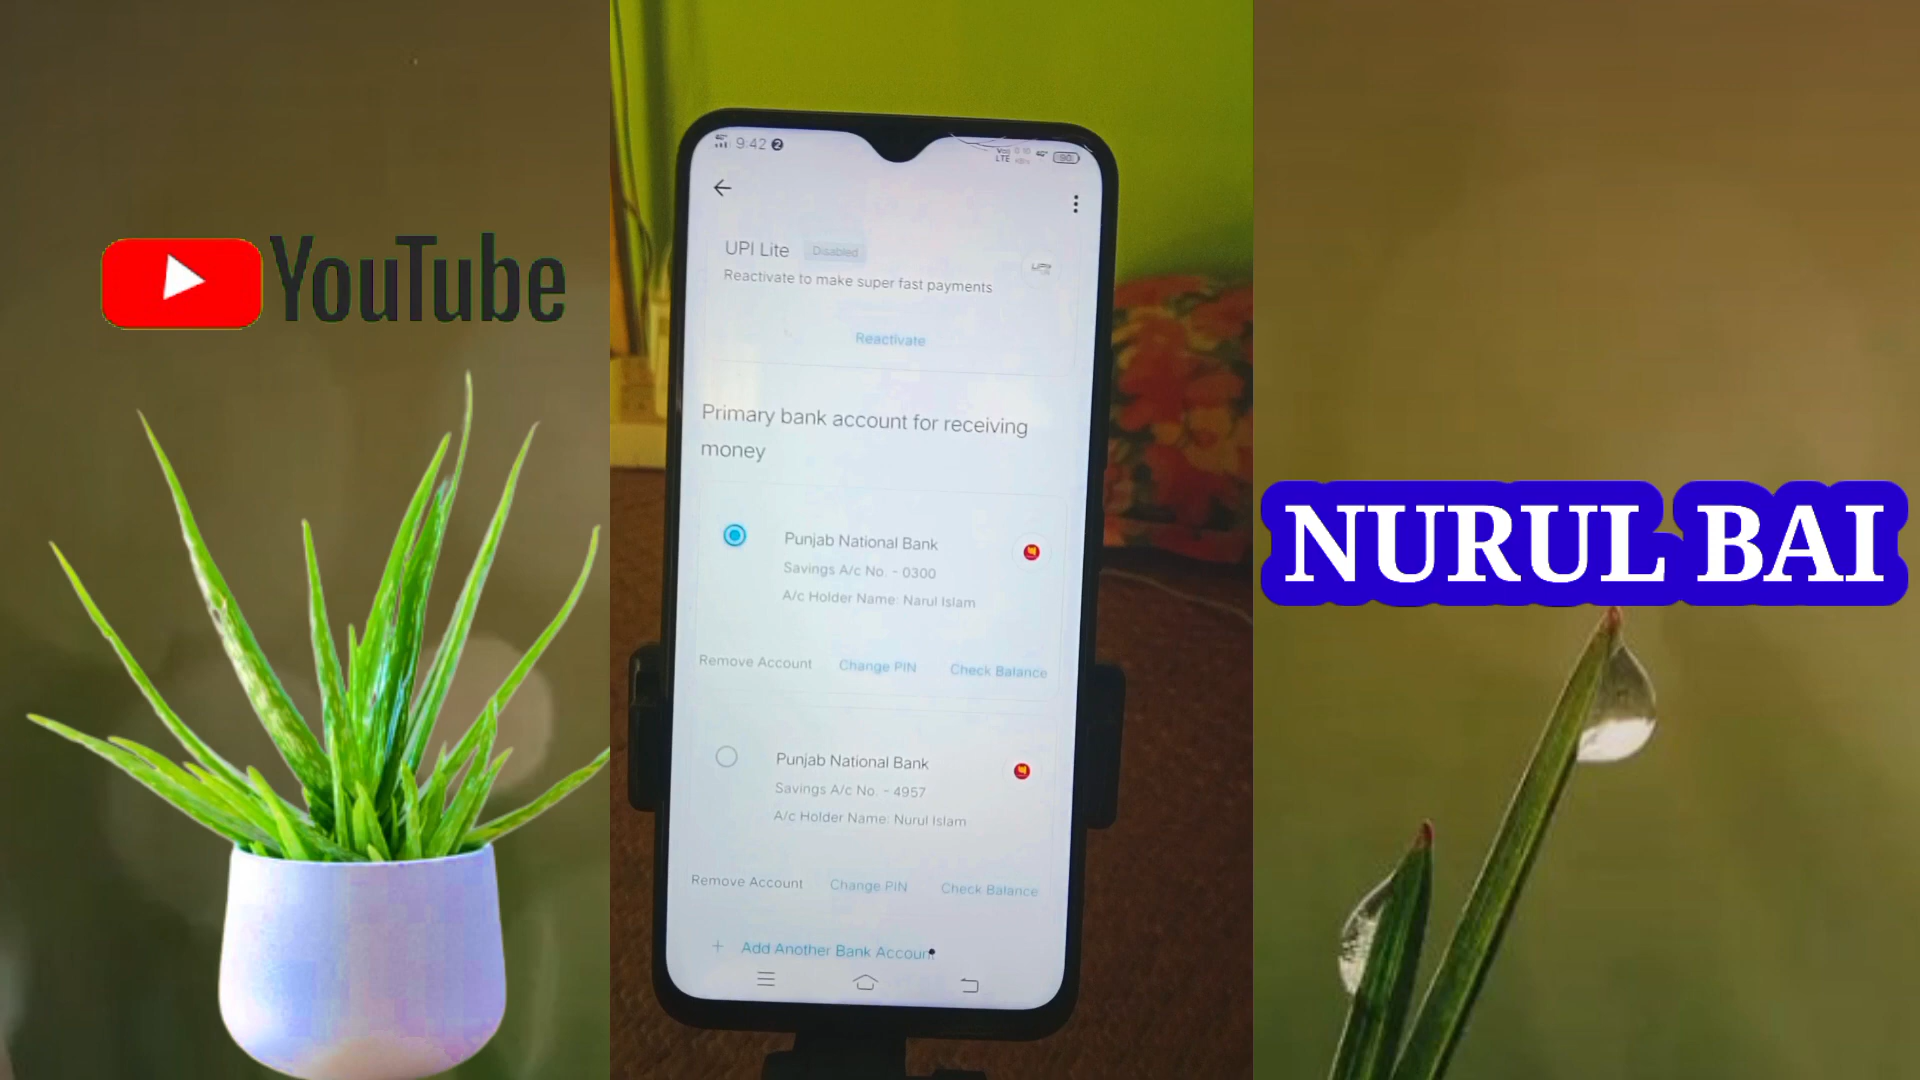 YouTube
9:42 2
LTE
90
UPI Lite Disabled
Reactivate to make super fast payments
Reactivate
Primary bank account for receiving
money
Punjab National Bank
Savings A/c No. - 0300
A/c Holder Name: Narul Islam
Remove Account Change PIN Check Balance
Punjab National Bank
Savings A/c No. - 4957
A/c Holder Name: Nurul Islam
Remove Account Change PIN Check Balance
+ Add Another Bank Account
NURUL BAI